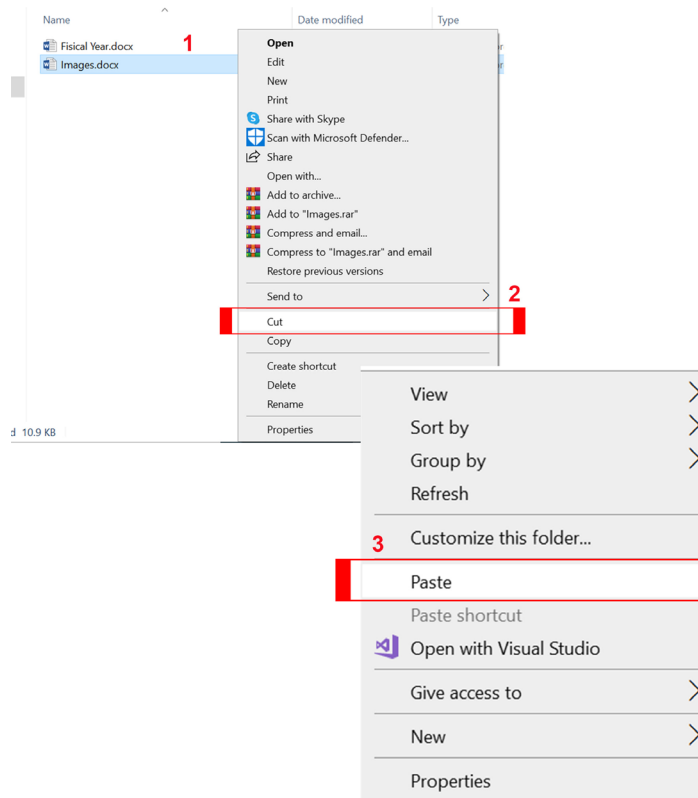 Name Date modified Type
Fisical Year.docx 1
Images.docx
Open
Edit
New
Print
Share with Skype
Scan with Microsoft Defender...
Share
Open with...
Add to archive...
Add to "Images.rar"
Compress and email...
Compress to "Images.rar" and email
Restore previous versions
Send to 2
Cut
Copy
Create shortcut
Delete
Rename
Properties
10.9 KB
View
Sort by
Group by
Refresh
Customize this folder...
3
Paste
Paste shortcut
Open with Visual Studio
Give access to
New
Properties